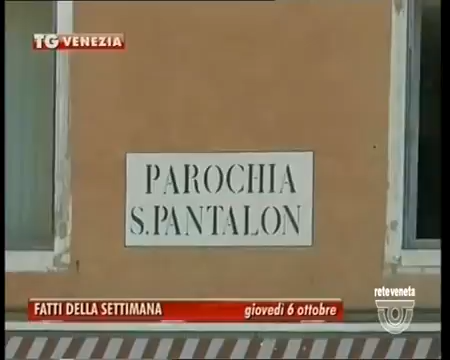 TG VENEZIA
PAROCHIA
S.PANTALON
FATTI DELLA SETTIMANA giovedì 6 ottobre
reteveneta